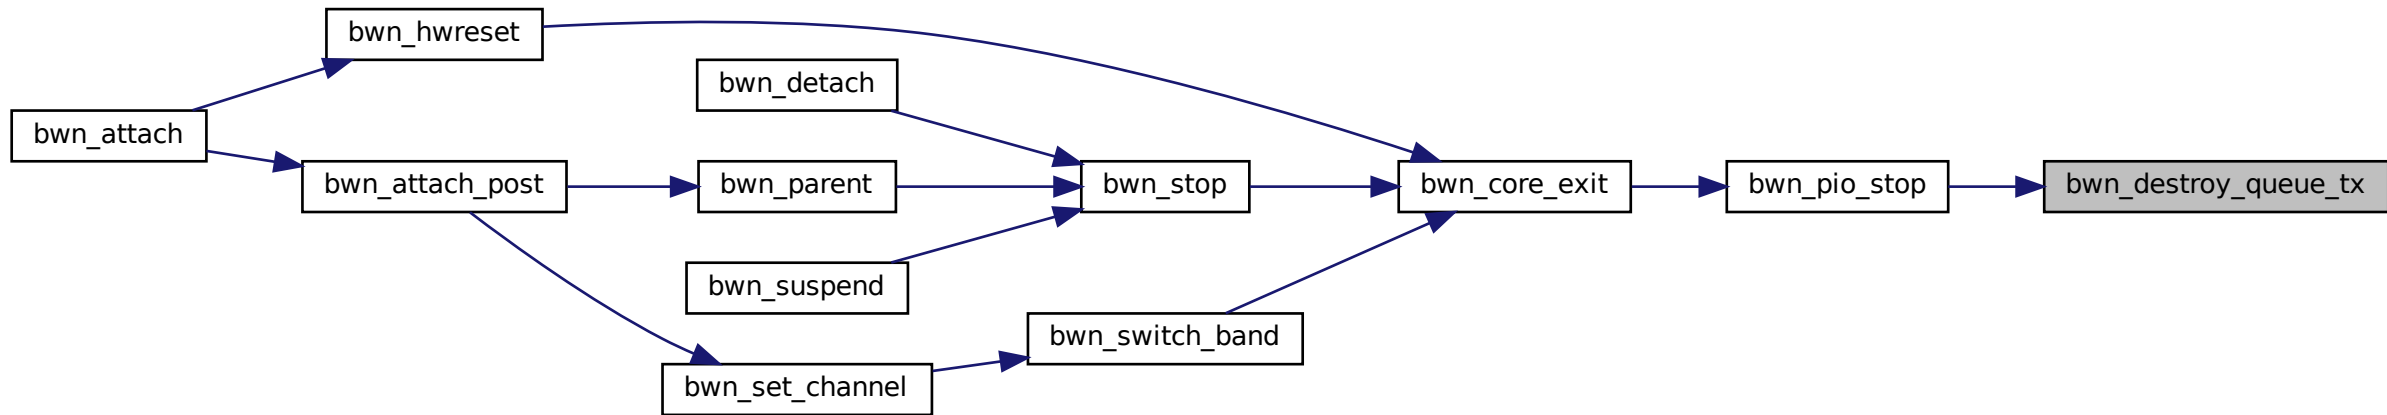 bwn_hwreset
bwn_detach
bwn_attach
bwn_attach_post
bwn_parent
bwn_stop
bwn_core_exit
bwn_pio_stop
bwn_destroy_queue_tx
bwn_suspend
bwn_switch_band
bwn_set_channel